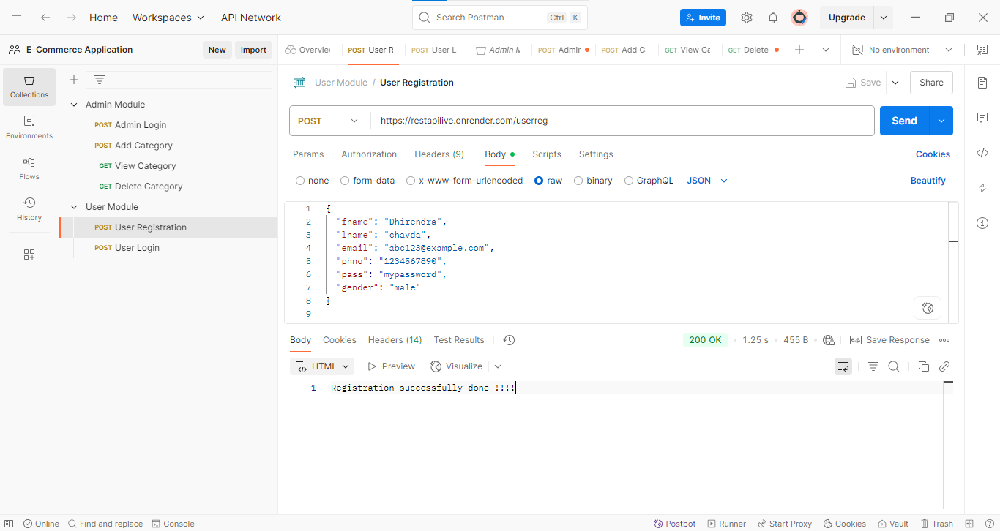 Home Workspaces API Network Search Postman Ctrl K Invite Upgrade
E-Commerce Application New Import Overview POST User R POST User L Admin M POST Admir POST Add Ca GET View Ca GET Delete No environment
Collections
Environments
Flows
History
Admin Module
POST Admin Login
POST Add Category
GET View Category
GET Delete Category
User Module
POST User Registration
POST User Login
HTTP User Module / User Registration Save Share
POST https://restapilive.onrender.com/userreg Send
Params Authorization Headers (9) Body Scripts Settings Cookies
none form-data x-www-form-urlencoded raw binary GraphQL JSON Beautify
1 {
2 "fname": "Dhirendra",
3 "lname": "chavda",
4 "email": "abc123@example.com",
5 "phno": "1234567890",
6 "pass": "mypassword",
7 "gender": "male"
8 }
9
Body Cookies Headers (14) Test Results 200 OK 1.25 s 455 B e.g. Save Response
HTML Preview Visualize
1 Registration successfully done !!!!
Online Find and replace Console Postbot Runner Start Proxy Cookies Vault Trash